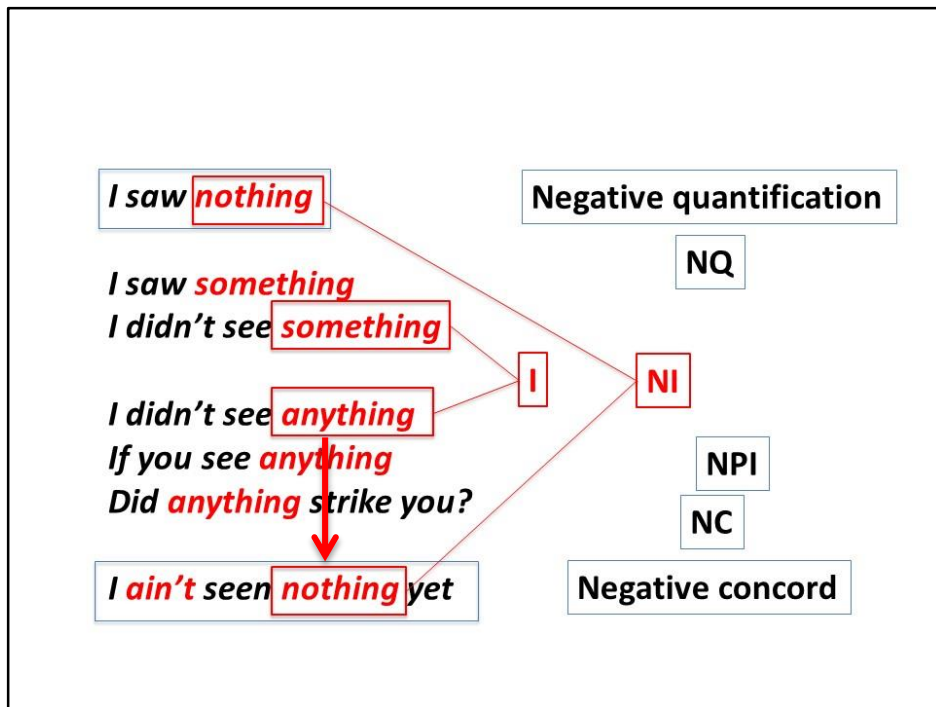 I saw nothing
Negative quantification
NQ
I saw something
I didn’t see something
I
NI
I didn’t see anything
If you see anything
NPI
Did anything strike you?
NC
I ain’t seen nothing yet
Negative concord